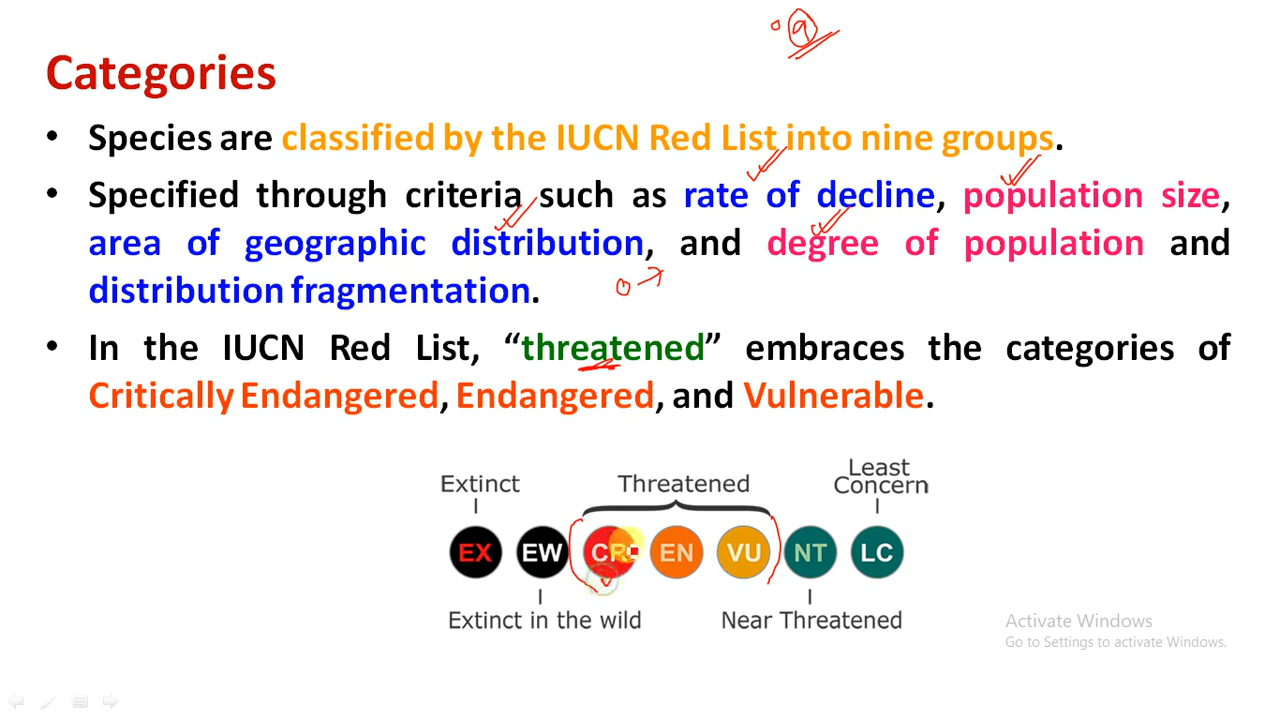 9
Categories
• Species are classified by the IUCN Red List into nine groups.
• Specified through criteria such as rate of decline, population size,
area of geographic distribution, and degree of population and
distribution fragmentation.
• In the IUCN Red List, “threatened” embraces the categories of
Critically Endangered, Endangered, and Vulnerable.
Least
Extinct Threatened Concern
EX EW CR EN VU NT LC
Extinct in the wild Near Threatened
Activate Windows
Go to Settings to activate Windows.